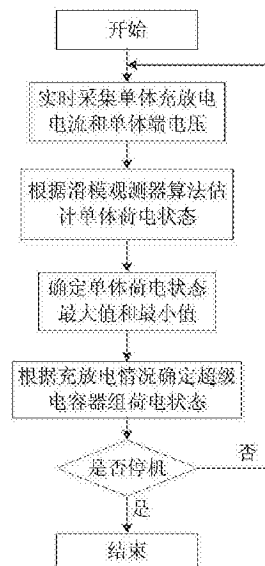 开始
实时采集单体充放电
电流和单体端电压
根据滑模观测器算法估
计单体荷电状态
确定单体荷电状态
最大值和最小值
根据充放电情况确定超级
电容器组荷电状态
是否停机
否
是
结束